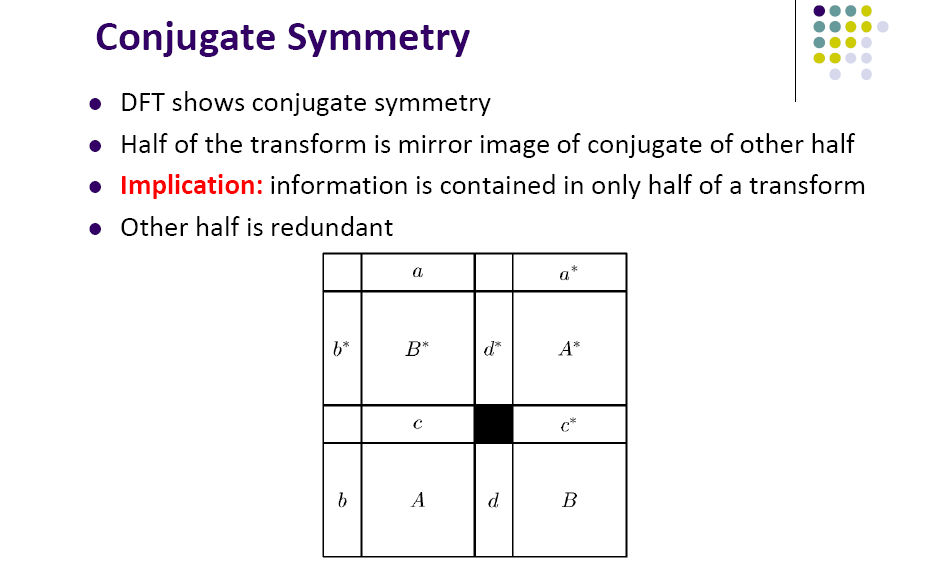 Conjugate Symmetry
DFT shows conjugate symmetry
Half of the transform is mirror image of conjugate of other half
Implication: information is contained in only half of a transform
Other half is redundant
a a*
b* B* d* A*
c c*
b A d B